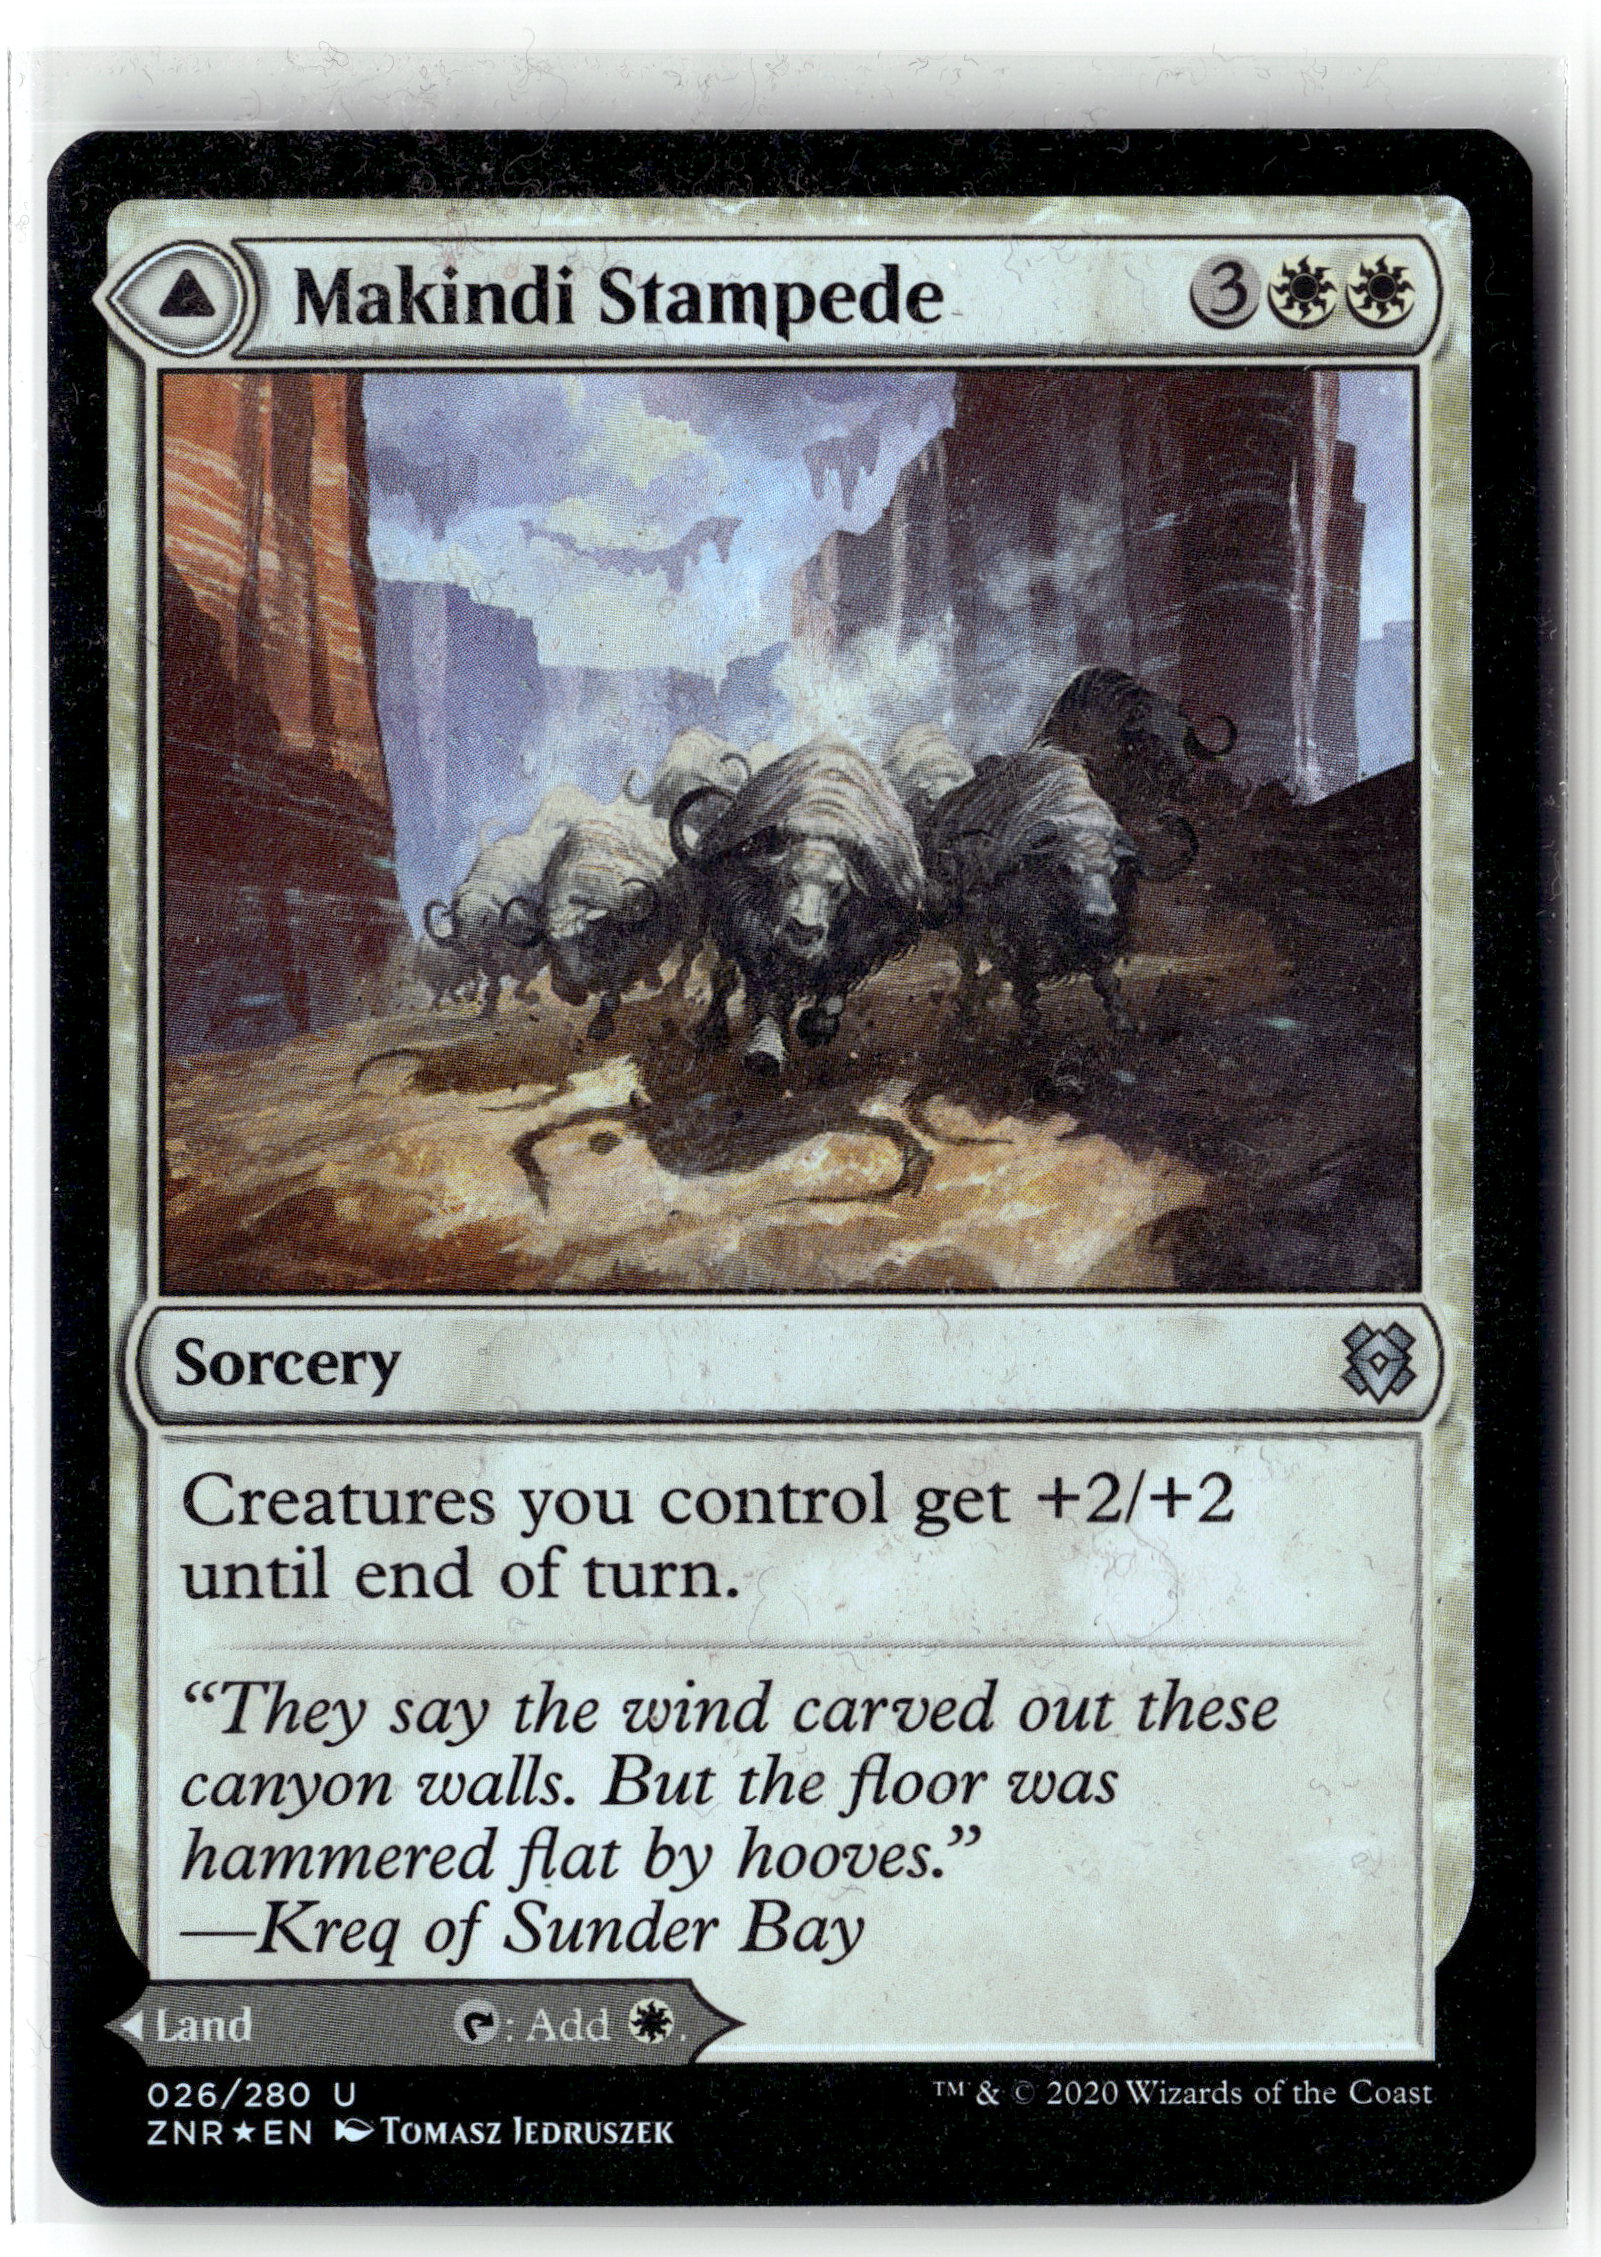 Makindi Stampede 3
Sorcery
Creatures you control get +2/+2
until end of turn.
“They say the wind carved out these
canyon walls. But the floor was
hammered flat by hooves.”
—Kreq of Sunder Bay
Land : Add .
026/280 U
ZNR★EN TOMASZ JEDRUSZEK
™ & © 2020 Wizards of the Coast